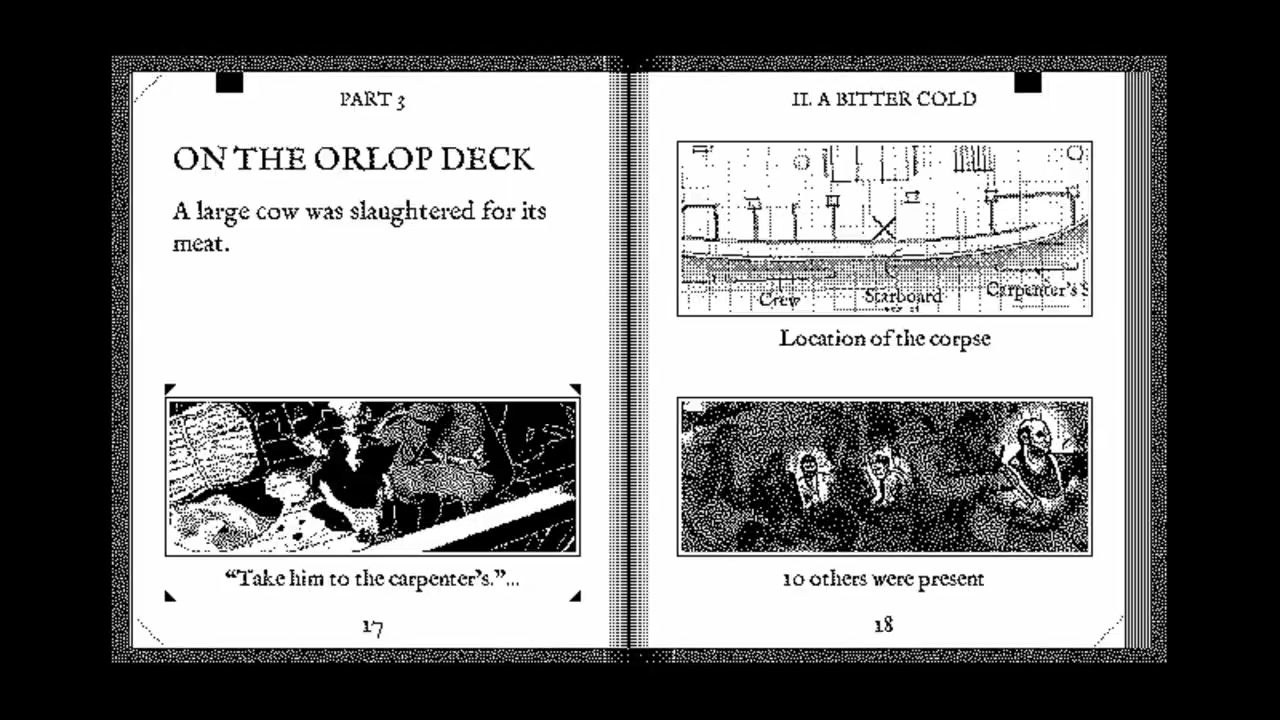 PART 3
ON THE ORLOP DECK
A large cow was slaughtered for its
meat.
“Take him to the carpenter’s.”...
17
II. A BITTER COLD
Crew
Starboard
Carpenter's S
Location of the corpse
10 others were present
18